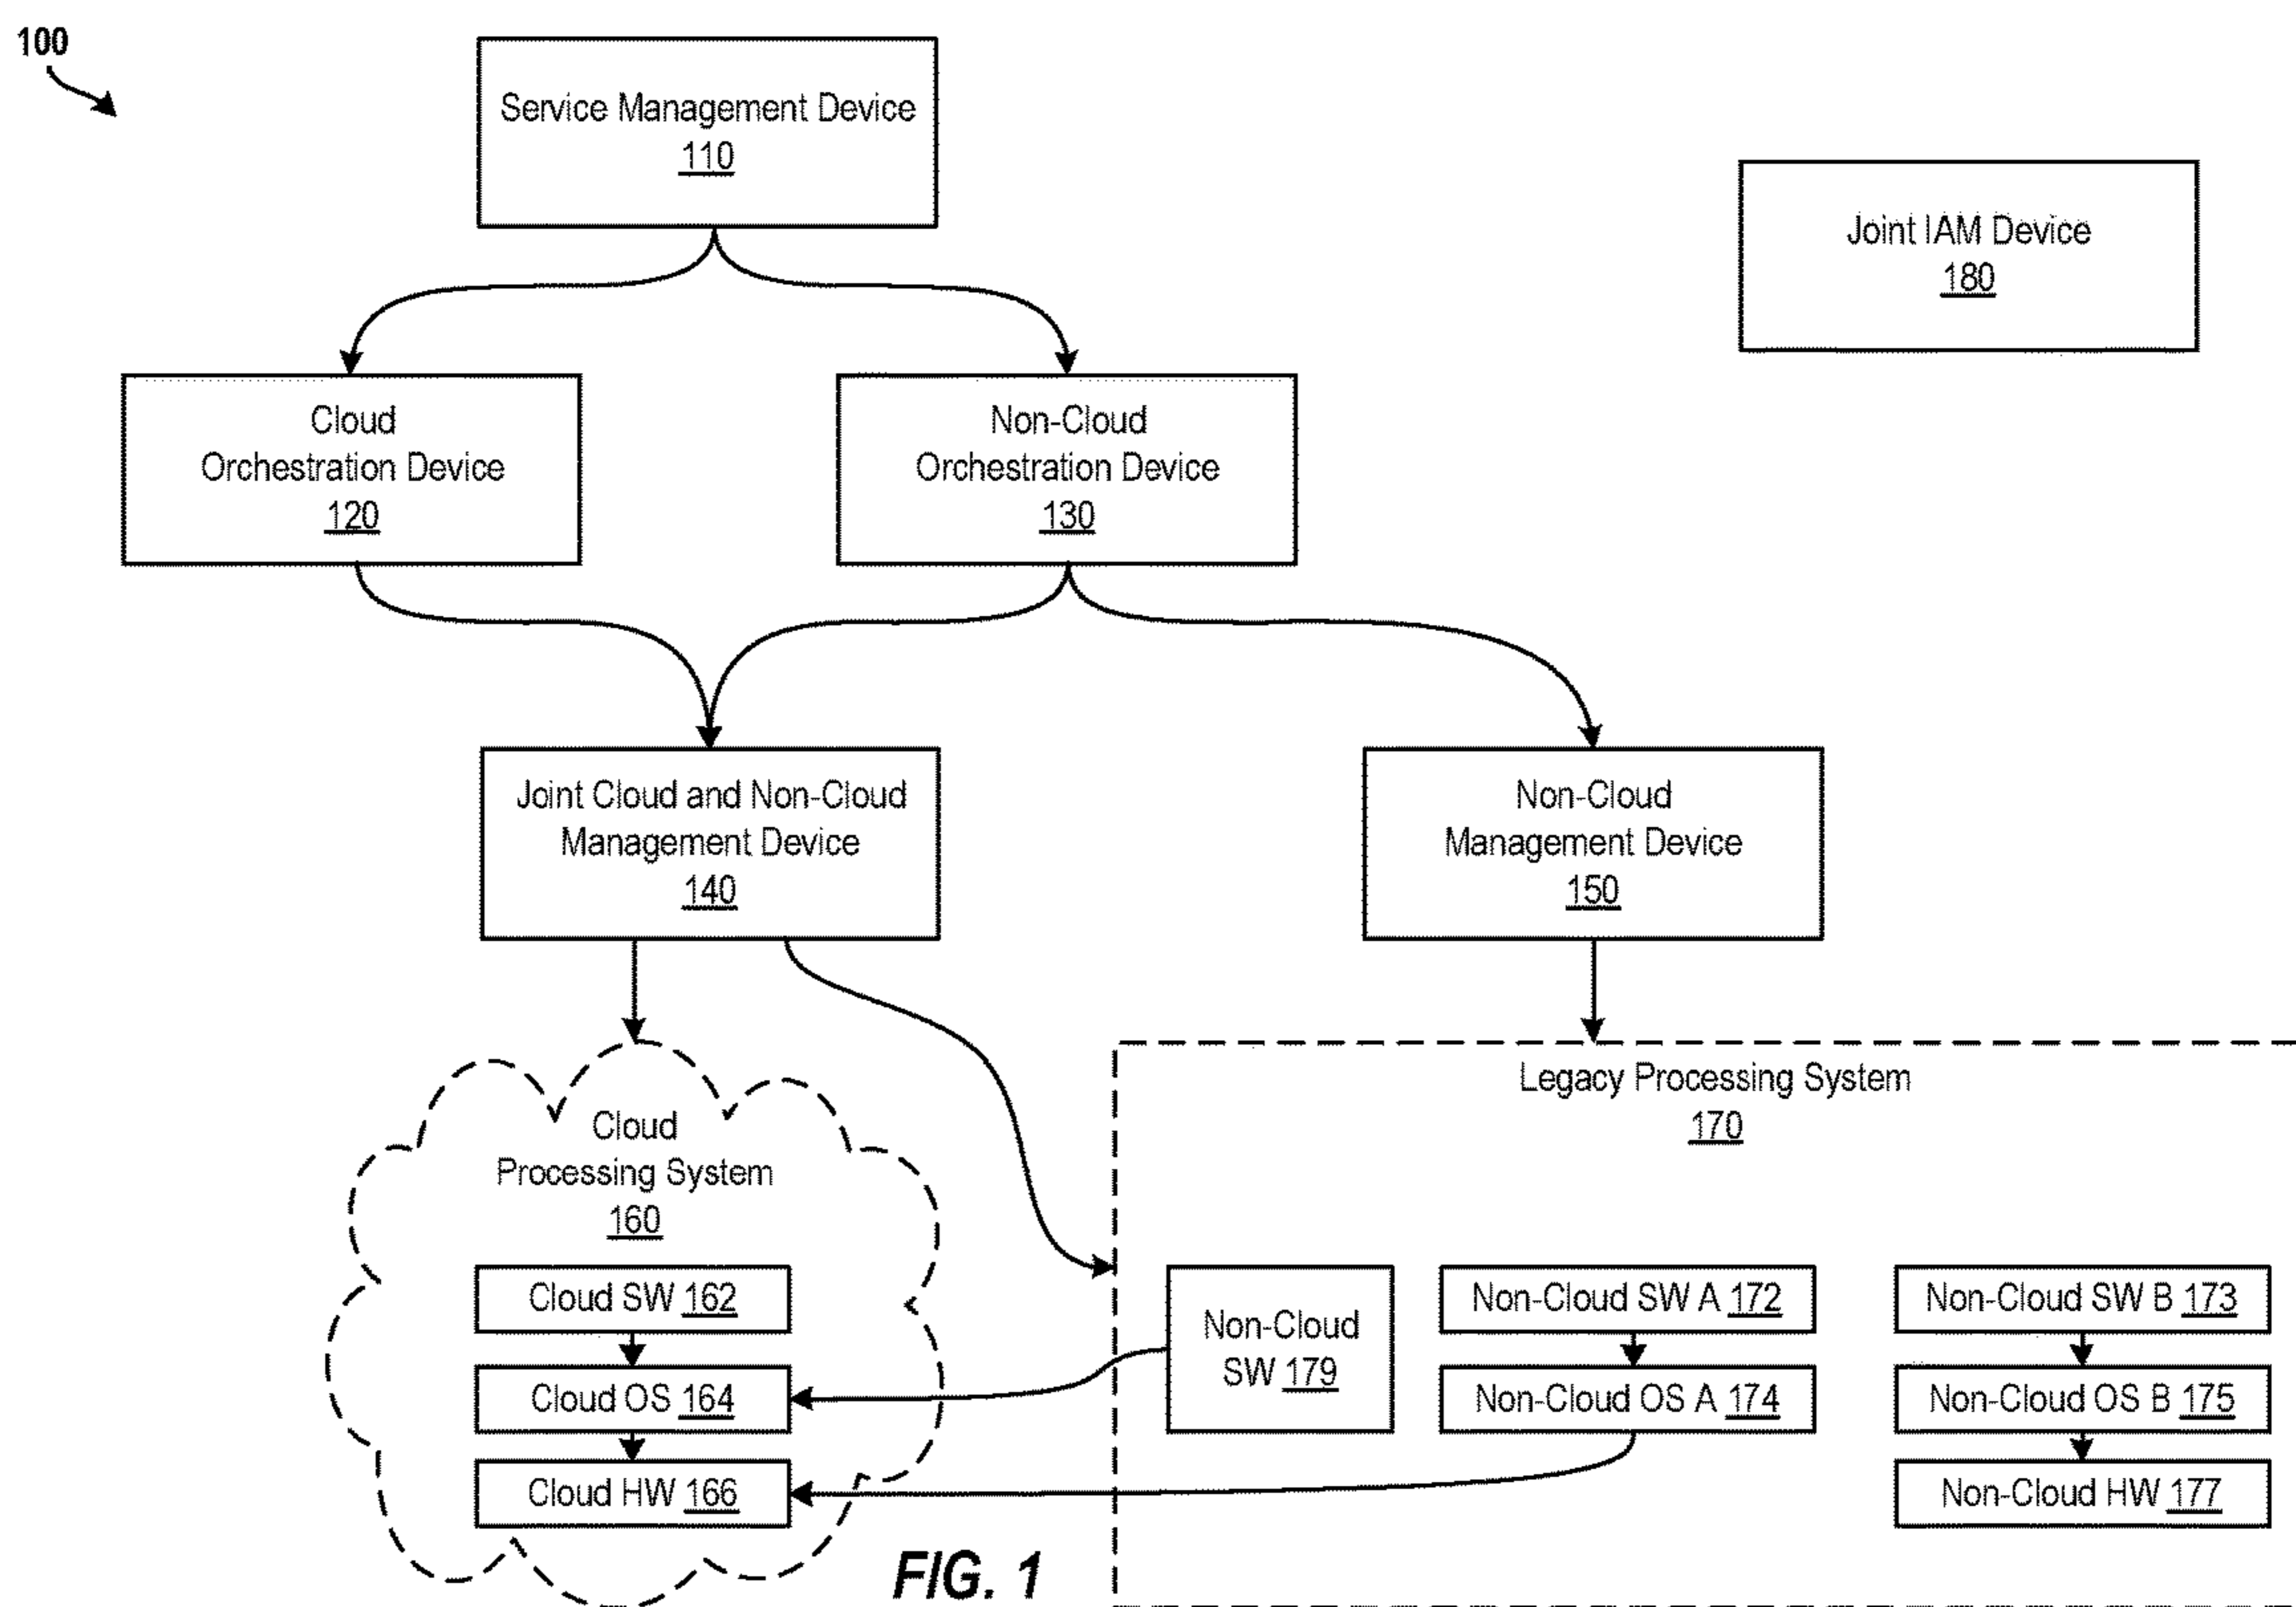 100
Service Management Device
110
Joint IAM Device
180
Cloud
Orchestration Device
120
Non-Cloud
Orchestration Device
130
Joint Cloud and Non-Cloud
Management Device
140
Non-Cloud
Management Device
150
Cloud
Processing System
160
Cloud SW 162
Cloud OS 164
Cloud HW 166
Legacy Processing System
170
Non-Cloud
SW 179
Non-Cloud SW A 172
Non-Cloud OS A 174
Non-Cloud SW B 173
Non-Cloud OS B 175
Non-Cloud HW 177
FIG. 1